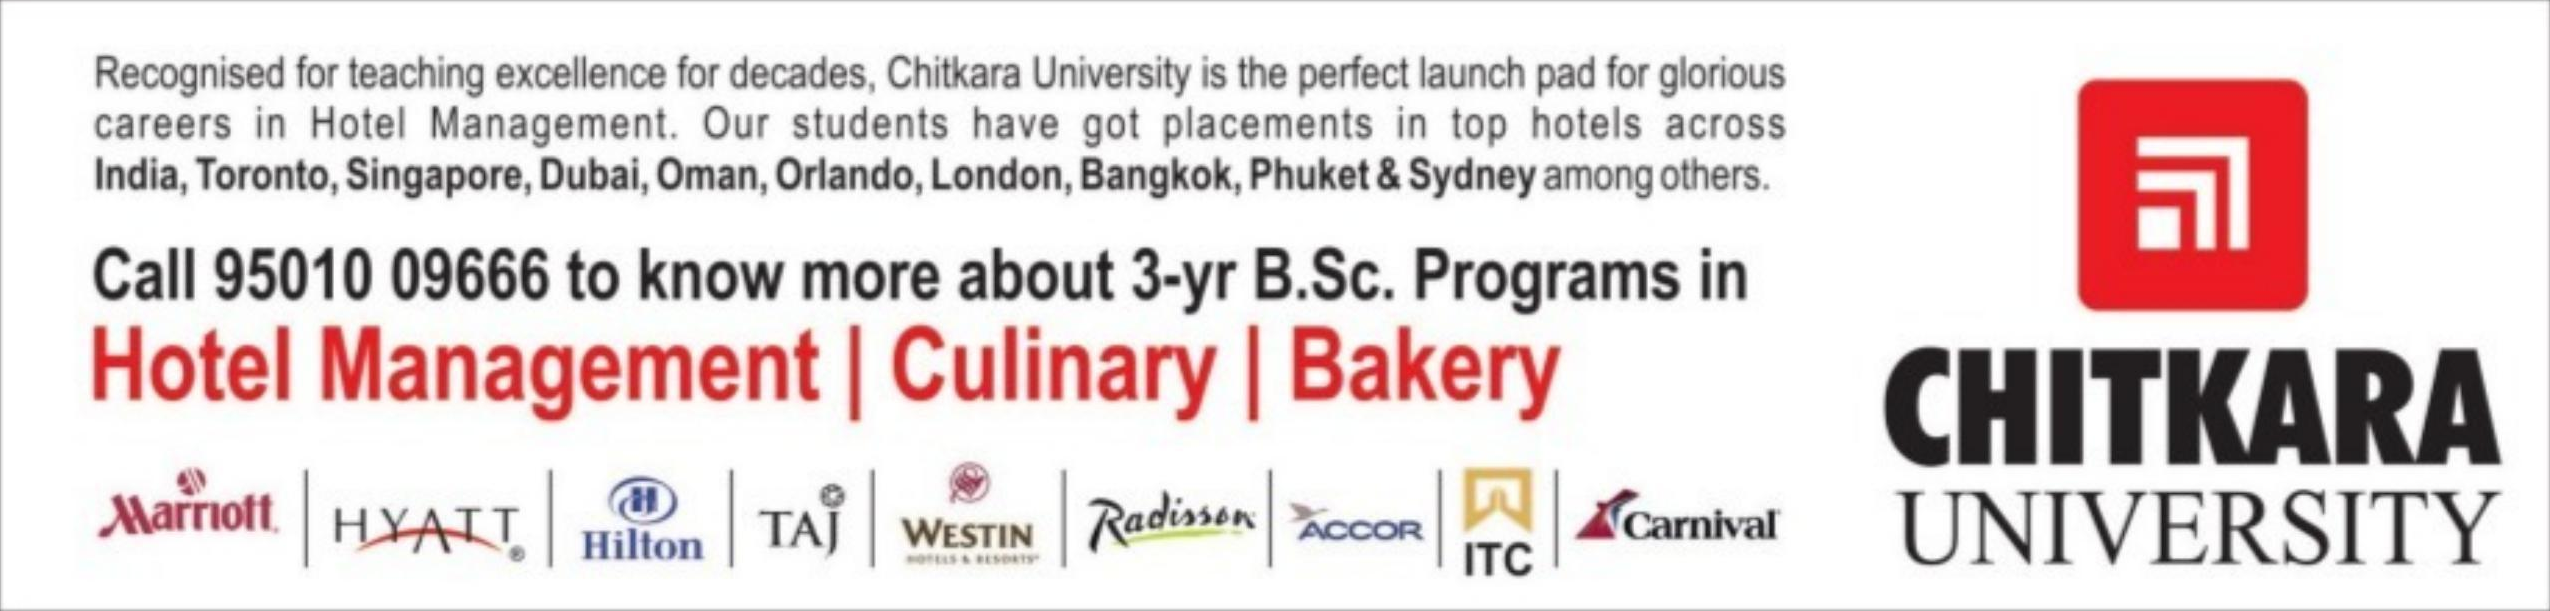 Recognised for teaching excellence for decades, Chitkara University is the perfect launch pad for glorious
careers in Hotel Management. Our students have got placements in top hotels across
India, Toronto, Singapore, Dubai, Oman, Orlando, London, Bangkok, Phuket & Sydney among others.
Call 95010 09666 to know more about 3-yr B.Sc. Programs in
Hotel Management | Culinary | Bakery
Marriott HYATT® Hilton TAJ WESTIN HOTELS & RESORTS Radisson ACCOR ITC Carnival
CHITKARA
UNIVERSITY